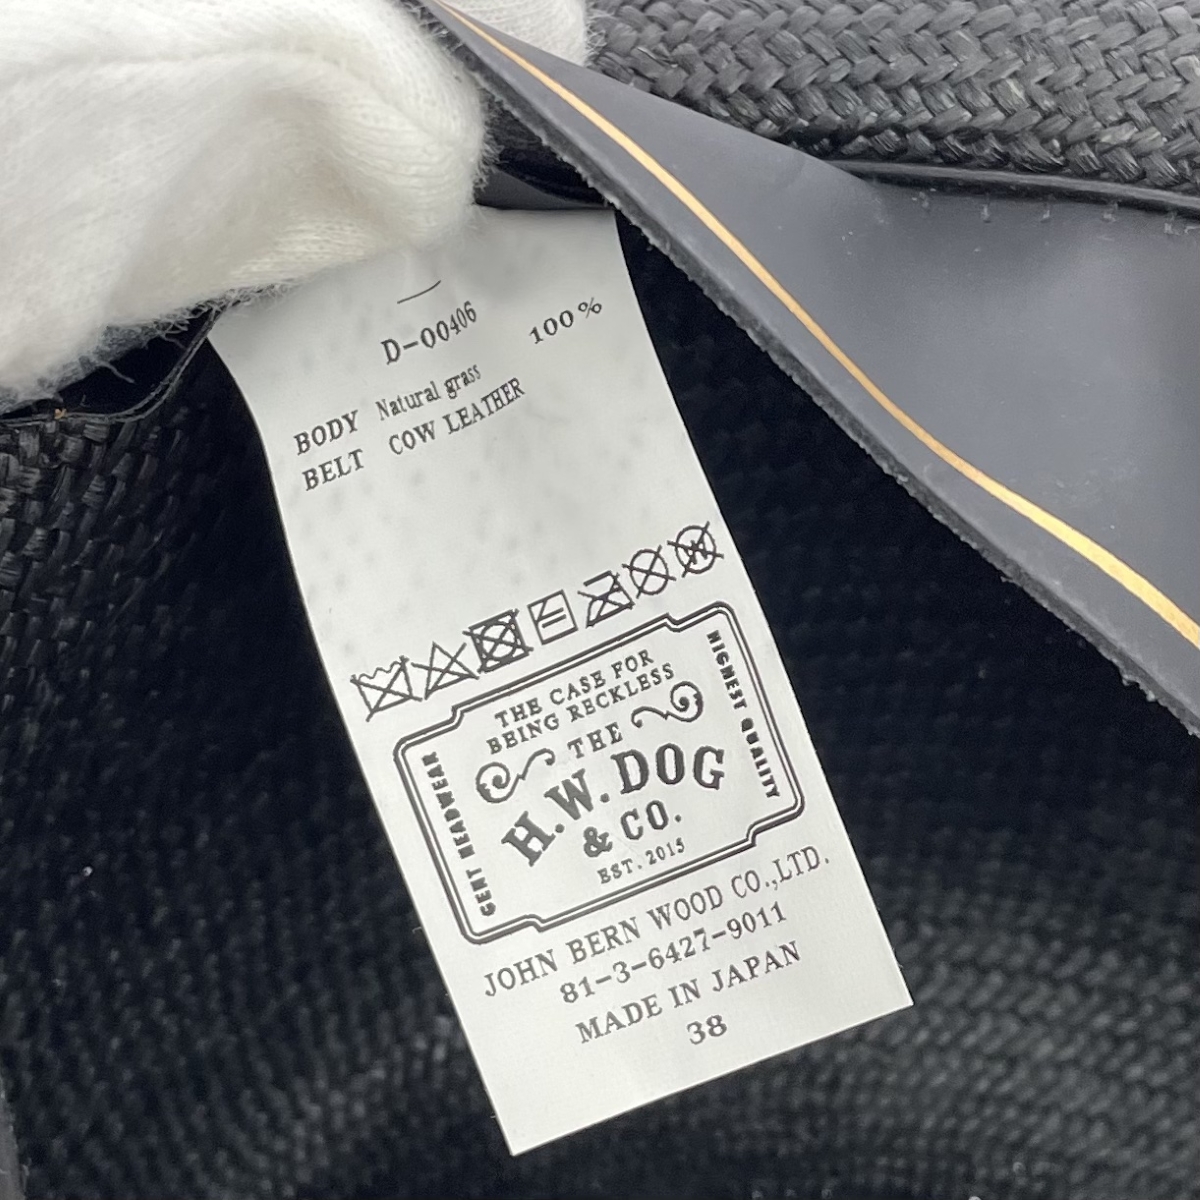 D-00406
BODY Natural grass 100%
BELT COW LEATHER
THE CASE FOR
BEING RECKLESS
THE
H.W. DOG
& CO.
EST. 2015
GENT HEADWEAR
HIGHEST QUALITY
JOHN BERN WOOD CO.,LTD.
81-3-6427-9011
MADE IN JAPAN
38